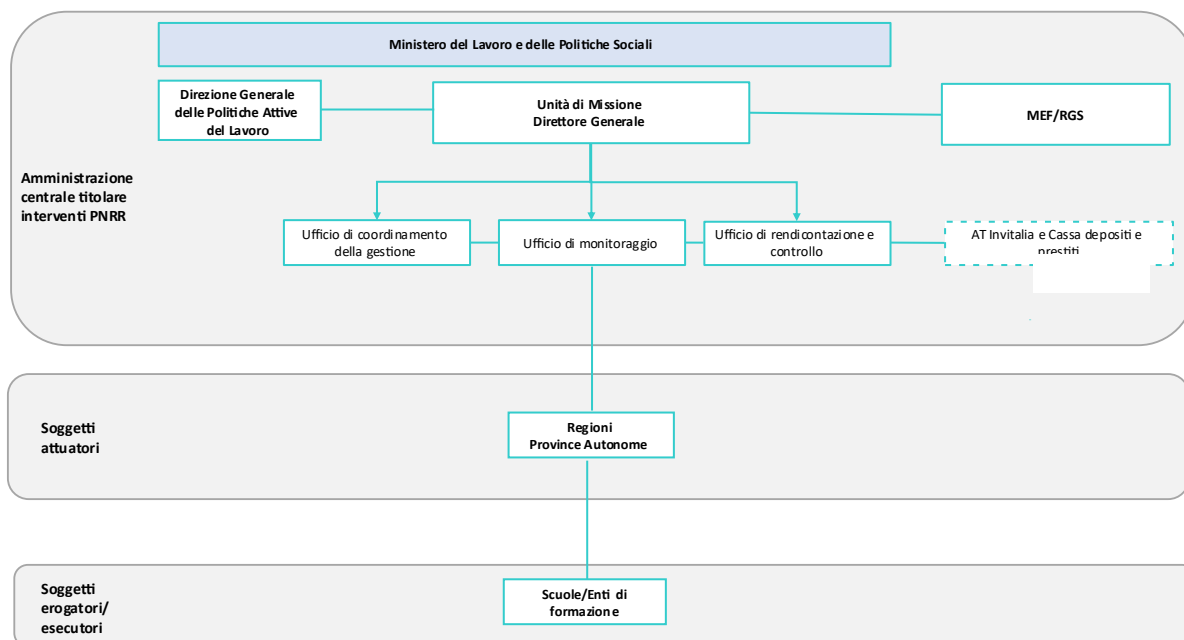 Ministero del Lavoro e delle Politiche Sociali
Direzione Generale
delle Politiche Attive
del Lavoro
Unità di Missione
Direttore Generale
MEF/RGS
Amministrazione
centrale titolare
interventi PNRR
Ufficio di coordinamento
della gestione
Ufficio di monitoraggio
Ufficio di rendicontazione e
controllo
AT Invitalia e Cassa depositi e
prestiti
Soggetti
attuatori
Regioni
Province Autonome
Soggetti
erogatori/
esecutori
Scuole/Enti di
formazione